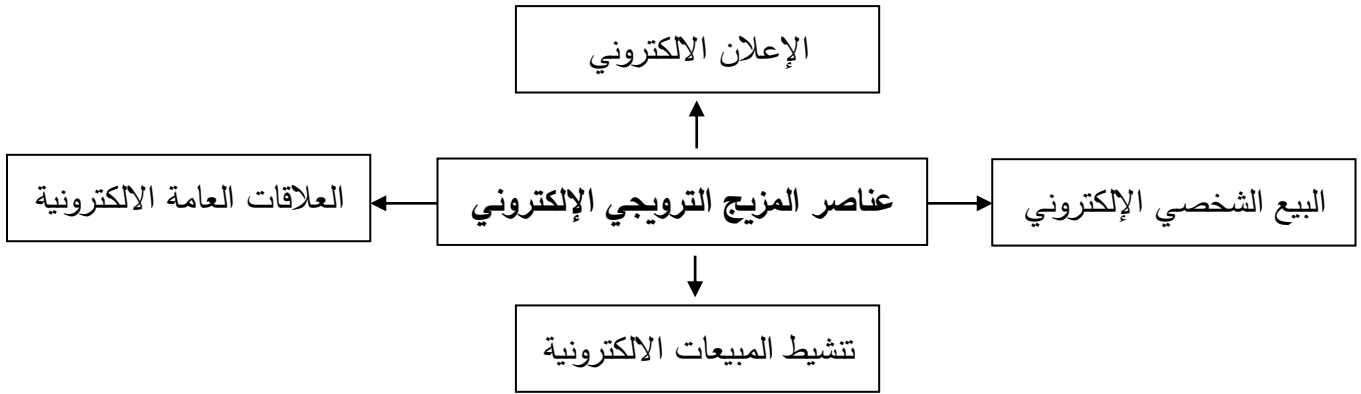 الإعلان الالكتروني
البيع الشخصي الإلكتروني
عناصر المزيج الترويجي الإلكتروني
العلاقات العامة الالكترونية
تنشيط المبيعات الالكترونية